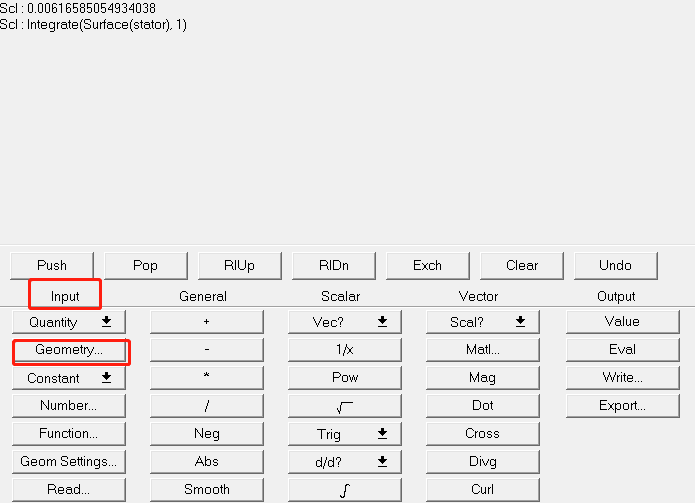 Scl : 0.00616585054934038
Scl : Integrate(Surface(stator), 1)
Push Pop RlUp RlDn Exch Clear Undo
Input General Scalar Vector Output
Quantity + Vec? Scal? Value
Geometry... - 1/x Matl... Eval
Constant * Pow Mag Write...
Number... / √ Dot Export...
Function... Neg Trig Cross
Geom Settings... Abs d/d? Divg
Read... Smooth ∫ Curl